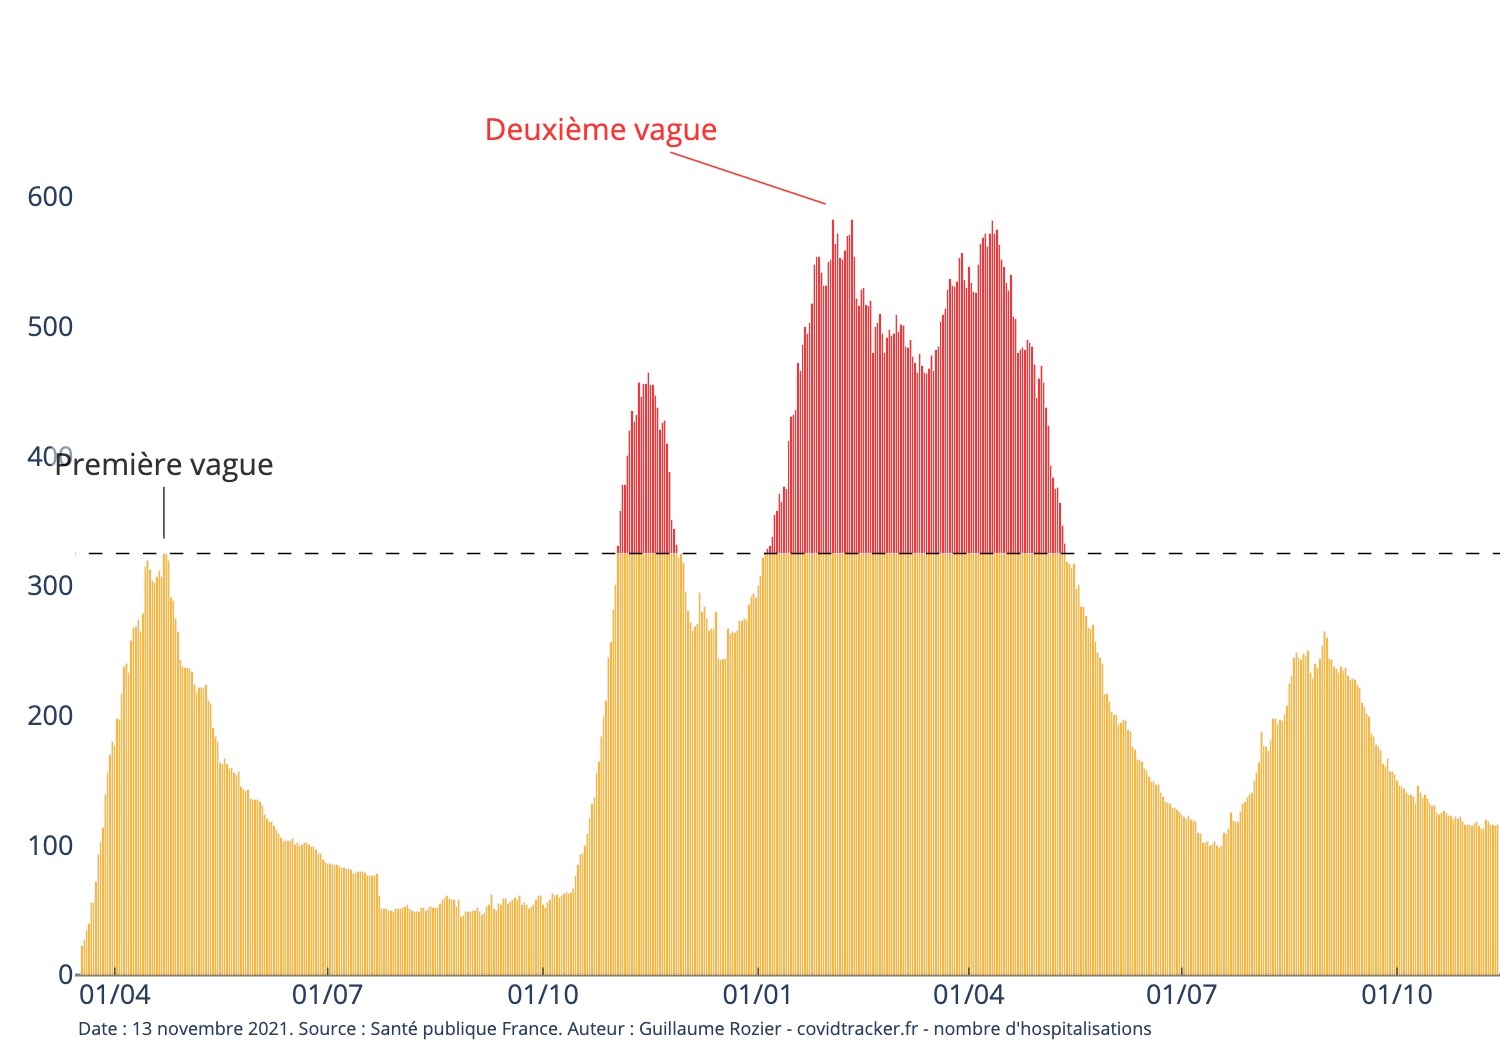 Deuxième vague
600
500
400
Première vague
300
200
100
0
01/04 01/07 01/10 01/01 01/04 01/07 01/10
Date : 13 novembre 2021. Source : Santé publique France. Auteur : Guillaume Rozier - covidtracker.fr - nombre d'hospitalisations